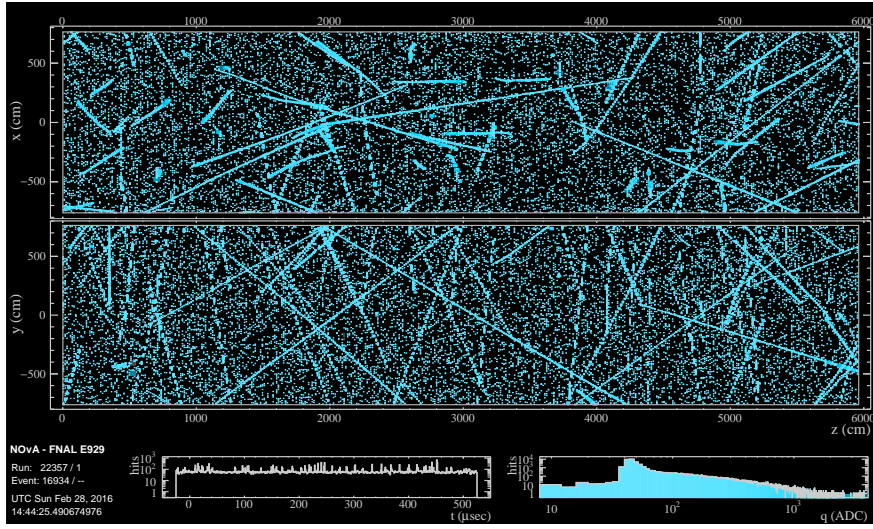 0 1000 2000 3000 4000 5000 6000
500
0
−500
x (cm)
500
0
−500
y (cm)
0 1000 2000 3000 4000 5000 6000
z (cm)
NOvA - FNAL E929
Run: 22357 / 1
Event: 16934 / --
UTC Sun Feb 28, 2016
14:44:25.490674976
hits
10³
10²
10
1
0 100 200 300 400 500
t (μsec)
hits
10⁴
10³
10²
10
1
10 10² 10³
q (ADC)